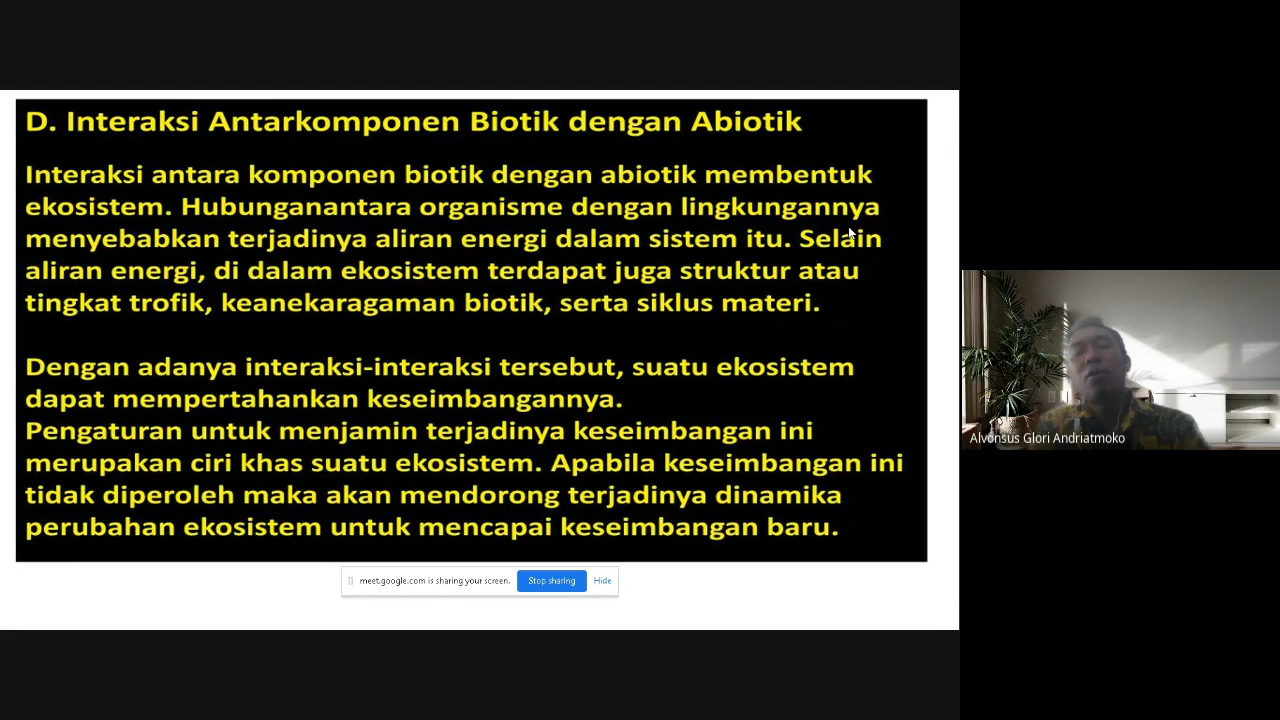 D. Interaksi Antarkomponen Biotik dengan Abiotik
Interaksi antara komponen biotik dengan abiotik membentuk
ekosistem. Hubunganantara organisme dengan lingkungannya
menyebabkan terjadinya aliran energi dalam sistem itu. Selain
aliran energi, di dalam ekosistem terdapat juga struktur atau
tingkat trofik, keanekaragaman biotik, serta siklus materi.
Dengan adanya interaksi-interaksi tersebut, suatu ekosistem
dapat mempertahankan keseimbangannya.
Pengaturan untuk menjamin terjadinya keseimbangan ini
merupakan ciri khas suatu ekosistem. Apabila keseimbangan ini
tidak diperoleh maka akan mendorong terjadinya dinamika
perubahan ekosistem untuk mencapai keseimbangan baru.
meet.google.com is sharing your screen. Stop sharing Hide
Alvonsus Glori Andriatmoko